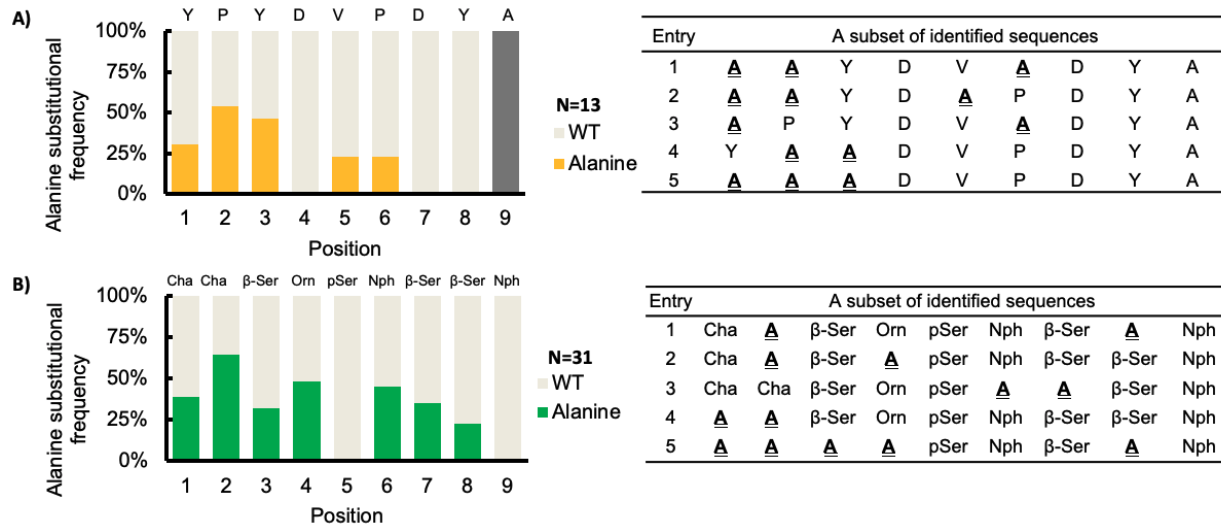 A)
Y P Y D V P D Y A
100%
75%
50%
25%
0%
Alanine substitutional
frequency
1 2 3 4 5 6 7 8 9
Position
N=13
WT
Alanine
Entry A subset of identified sequences
1 A A Y D V A D Y A
2 A A Y D A P D Y A
3 A P Y D V A D Y A
4 Y A A D V P D Y A
5 A A A D V P D Y A
B)
Cha Cha β-Ser Orn pSer Nph β-Ser β-Ser Nph
100%
75%
50%
25%
0%
Alanine substitutional
frequency
1 2 3 4 5 6 7 8 9
Position
N=31
WT
Alanine
Entry A subset of identified sequences
1 Cha A β-Ser Orn pSer Nph β-Ser A Nph
2 Cha A β-Ser A pSer Nph β-Ser β-Ser Nph
3 Cha Cha β-Ser Orn pSer A A β-Ser Nph
4 A A β-Ser Orn pSer Nph β-Ser β-Ser Nph
5 A A A A pSer Nph β-Ser A Nph